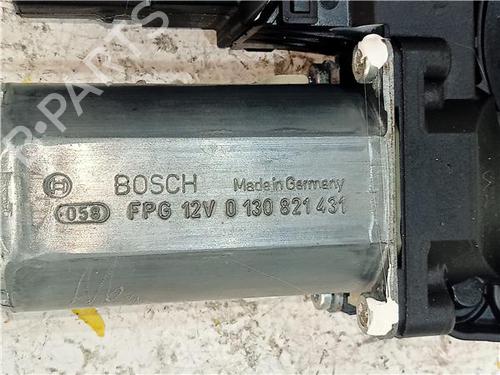 BOSCH Made in Germany
058 FPG 12V 0 130 821 431